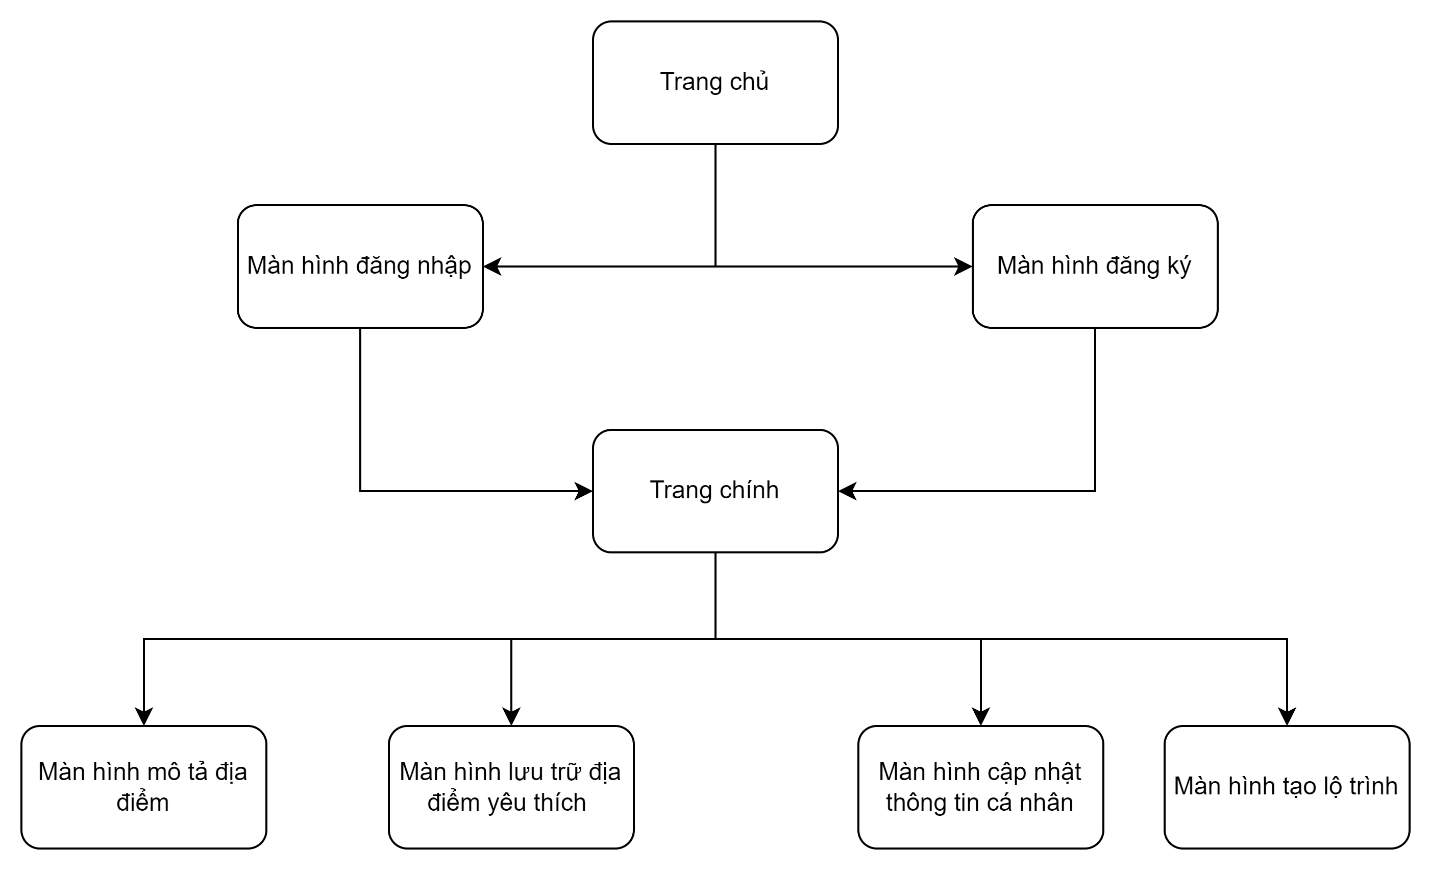 Trang chủ
Màn hình đăng nhập
Màn hình đăng ký
Trang chính
Màn hình mô tả địa
điểm
Màn hình lưu trữ địa
điểm yêu thích
Màn hình cập nhật
thông tin cá nhân
Màn hình tạo lộ trình